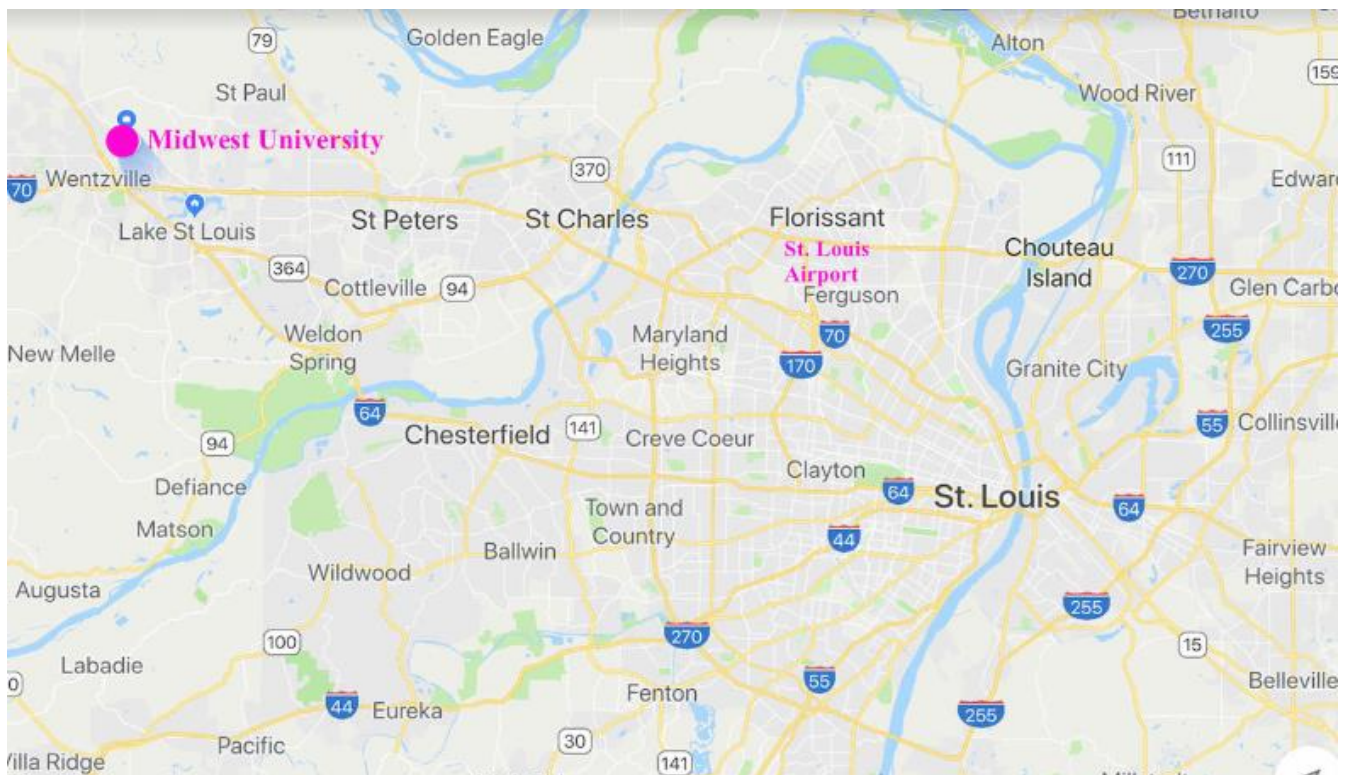 Bethalto
79
Golden Eagle
Alton
159
St Paul
Wood River
Midwest University
370
111
70
Wentzville
Edward
Lake St Louis
St Peters
St Charles
Florissant
St. Louis
Airport
Chouteau
Island
364
Cottleville
94
Ferguson
270
Glen Carbo
Weldon
Spring
Maryland
Heights
70
255
New Melle
170
Granite City
64
94
Chesterfield
141
Creve Coeur
55
Collinsville
Clayton
Defiance
64
St. Louis
64
Matson
Town and
Country
44
Ballwin
Fairview
Heights
Augusta
Wildwood
255
100
270
15
Labadie
0
Belleville
44
Eureka
Fenton
55
255
Pacific
30
Villa Ridge
141